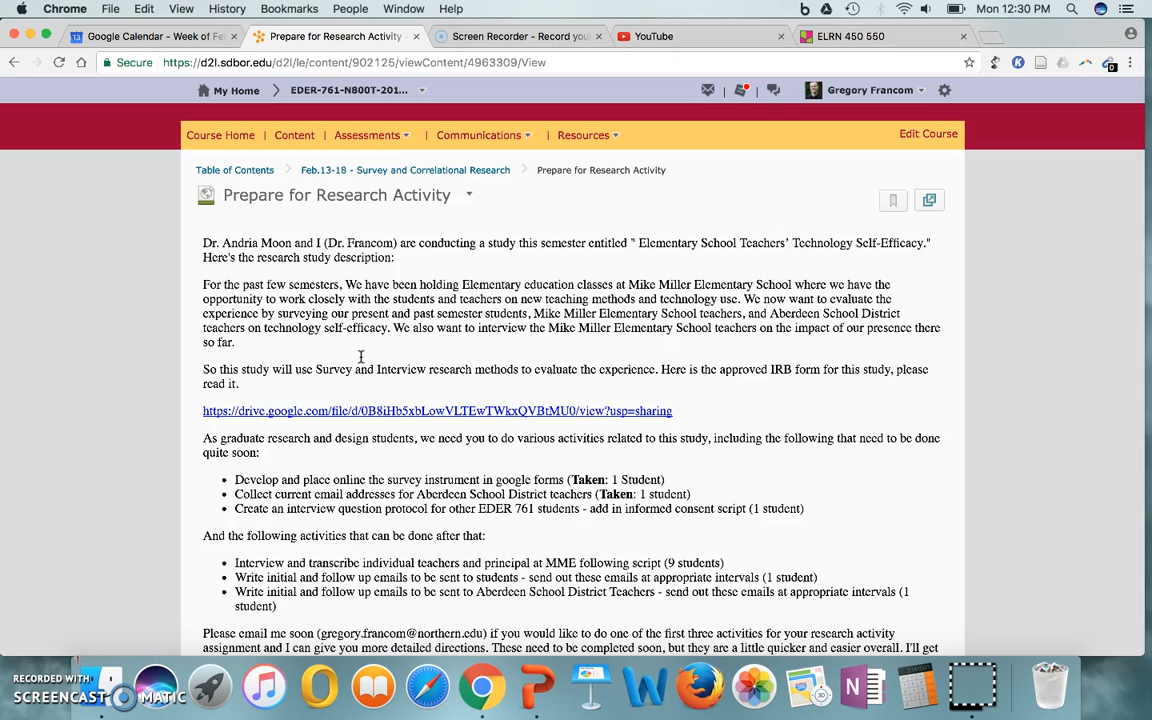 Chrome File Edit View History Bookmarks People Window Help Mon 12:30 PM
Google Calendar - Week of Fe
Prepare for Research Activity
Screen Recorder - Record your
YouTube
ELRN 450 550
Secure https://d2l.sdbor.edu/d2l/le/content/902125/viewContent/4963309/View
My Home EDER-761-N800T-201... Gregory Francom
Course Home | Content | Assessments | Communications | Resources Edit Course
Table of Contents Feb.13-18 - Survey and Correlational Research Prepare for Research Activity
Prepare for Research Activity
Dr. Andria Moon and I (Dr. Francom) are conducting a study this semester entitled " Elementary School Teachers' Technology Self-Efficacy."
Here's the research study description:
For the past few semesters, We have been holding Elementary education classes at Mike Miller Elementary School where we have the
opportunity to work closely with the students and teachers on new teaching methods and technology use. We now want to evaluate the
experience by surveying our present and past semester students, Mike Miller Elementary School teachers, and Aberdeen School District
teachers on technology self-efficacy. We also want to interview the Mike Miller Elementary School teachers on the impact of our presence there
so far.
So this study will use Survey and Interview research methods to evaluate the experience. Here is the approved IRB form for this study, please
read it.
https://drive.google.com/file/d/0B8iHb5xbLowVLTEwTWkxQVBtMU0/view?usp=sharing
As graduate research and design students, we need you to do various activities related to this study, including the following that need to be done
quite soon:
• Develop and place online the survey instrument in google forms (Taken: 1 Student)
• Collect current email addresses for Aberdeen School District teachers (Taken: 1 student)
• Create an interview question protocol for other EDER 761 students - add in informed consent script (1 student)
And the following activities that can be done after that:
• Interview and transcribe individual teachers and principal at MME following script (9 students)
• Write initial and follow up emails to be sent to students - send out these emails at appropriate intervals (1 student)
• Write initial and follow up emails to be sent to Aberdeen School District Teachers - send out these emails at appropriate intervals (1
student)
Please email me soon (gregory.francom@northern.edu) if you would like to do one of the first three activities for your research activity
assignment and I can give you more detailed directions. These need to be completed soon, but they are a little quicker and easier overall. I'll get
RECORDED WITH
SCREENCAST MATIC